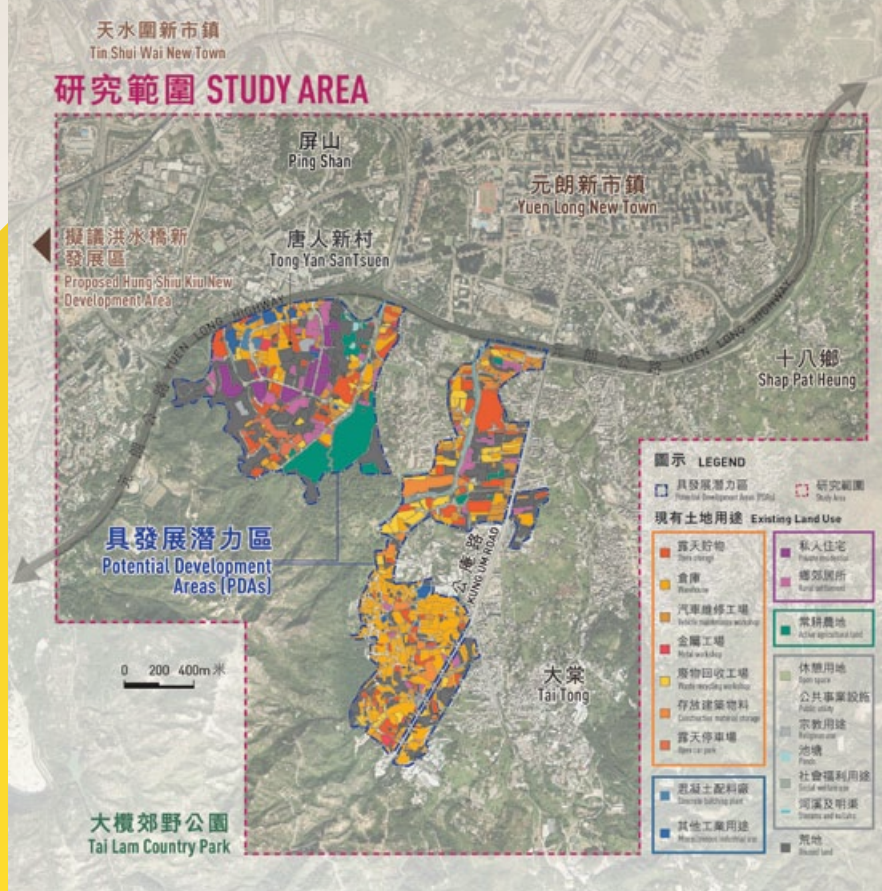 天水圍新市鎮
Tin Shui Wai New Town
研究範圍 STUDY AREA
屏山
Ping Shan
元朗新市鎮
Yuen Long New Town
擬議洪水橋新
發展區
Proposed Hung Shiu Kiu New
Development Area
唐人新村
Tong Yan SanTsuen
元朗公路 YUEN LONG HIGHWAY
元朗公路 YUEN LONG HIGHWAY
十八鄉
Shap Pat Heung
具發展潛力區
Potential Development
Areas (PDAs)
公庵路
KUNG UM ROAD
大棠
Tai Tong
0 200 400m 米
大欖郊野公園
Tai Lam Country Park
圖示 LEGEND
具發展潛力區
Potential Development Areas (PDAs)
研究範圍
Study Area
現有土地用途 Existing Land Use
露天貯物
Open storage
倉庫
Warehouse
汽車維修工場
Vehicle maintenance workshop
金屬工場
Metal workshop
廢物回收工場
Waste recycling workshop
存放建築物料
Construction material storage
露天停車場
Open car park
混凝土配料廠
Concrete batching plant
其他工業用途
Miscellaneous industrial use
私人住宅
Private residential
鄉郊居所
Rural settlement
常耕農地
Active agricultural land
休憩用地
Open space
公共事業設施
Public utility
宗教用途
Religious use
池塘
Ponds
社會福利用途
Social welfare use
河溪及明渠
Streams and nullahs
荒地